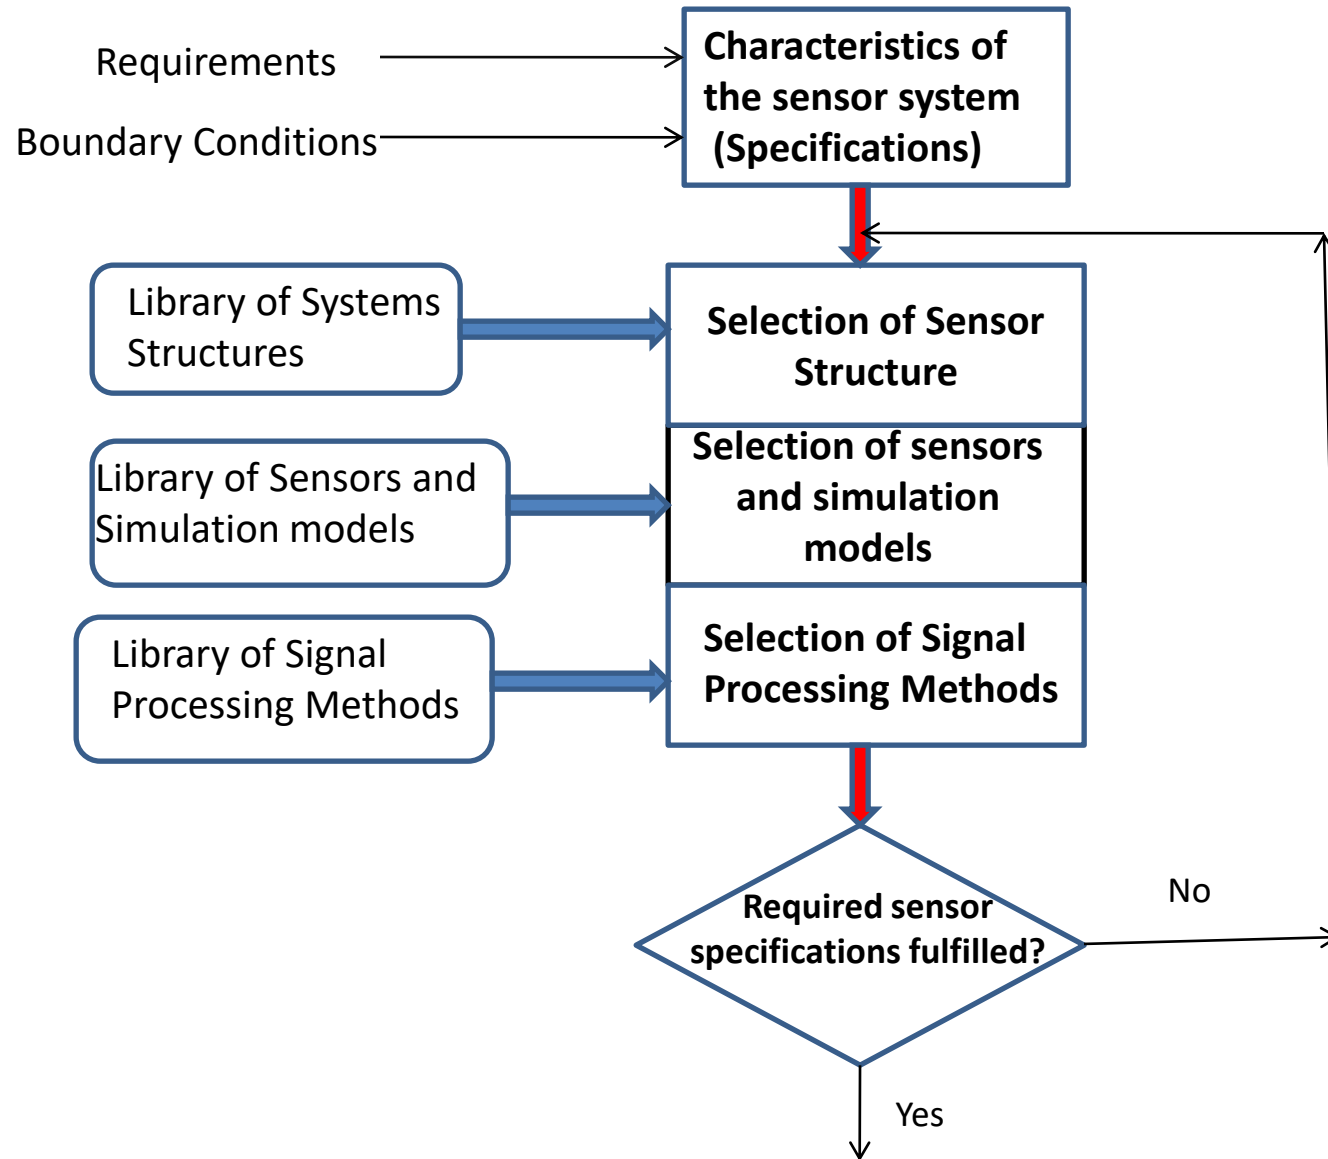 Requirements
Boundary Conditions
Characteristics of
the sensor system
(Specifications)
Library of Systems
Structures
Selection of Sensor
Structure
Library of Sensors and
Simulation models
Selection of sensors
and simulation
models
Library of Signal
Processing Methods
Selection of Signal
Processing Methods
Required sensor
specifications fulfilled?
No
Yes